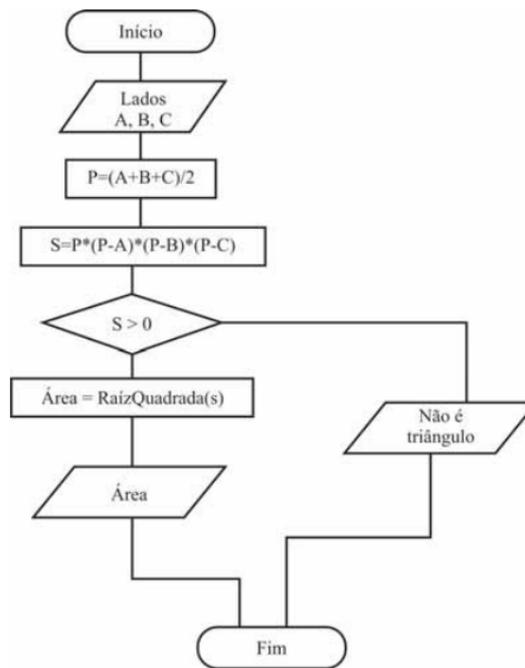 Início
Lados
A, B, C
P=(A+B+C)/2
S=P*(P-A)*(P-B)*(P-C)
S > 0
Área = RaízQuadrada(s)
Não é
triângulo
Área
Fim